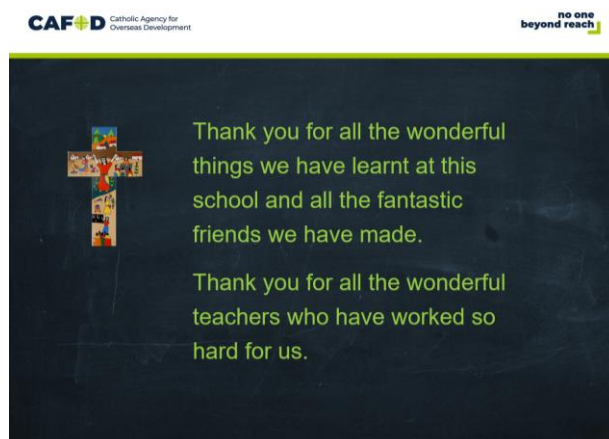 CAFOD
Catholic Agency for
Overseas Development
no one
beyond reach
Thank you for all the wonderful
things we have learnt at this
school and all the fantastic
friends we have made.
Thank you for all the wonderful
teachers who have worked so
hard for us.